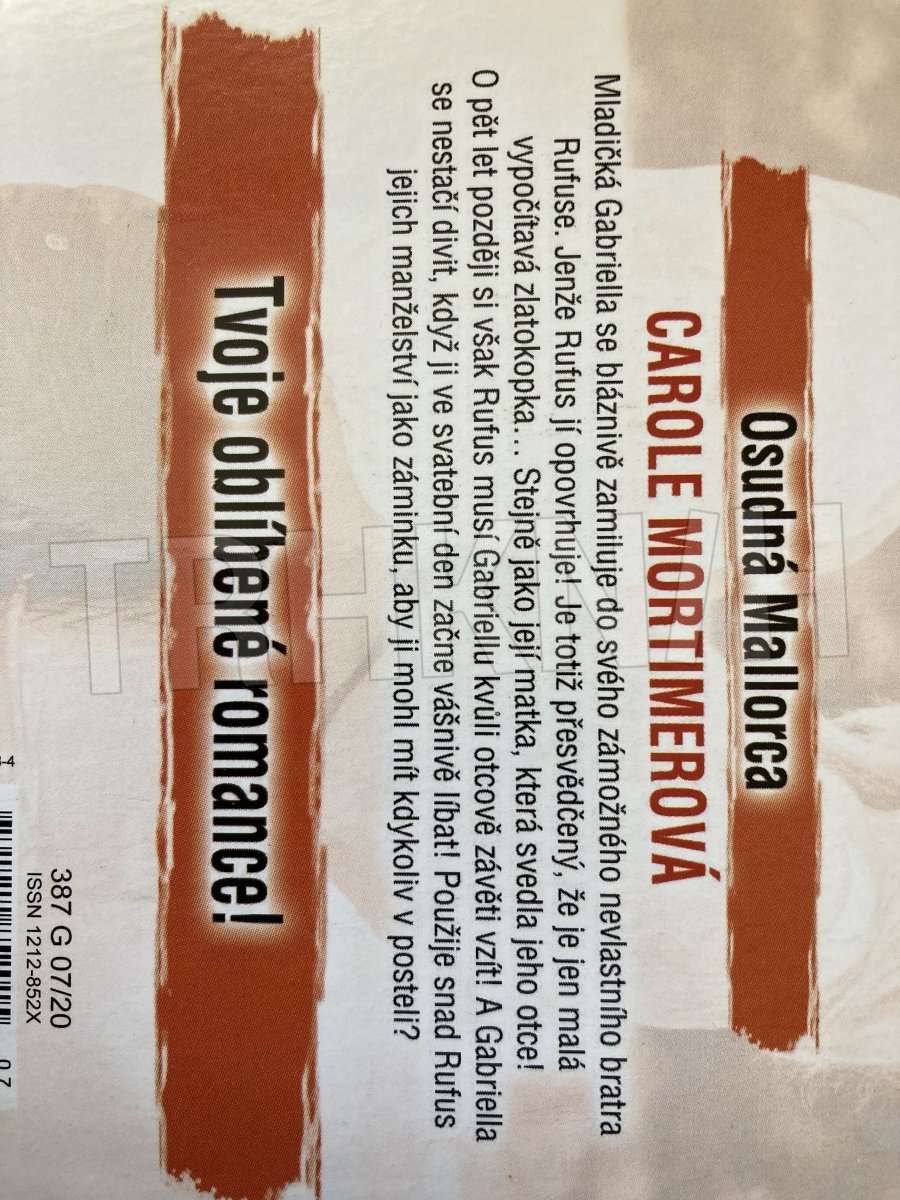 Osudná Mallorca
CAROLE MORTIMEROVÁ
Mladičká Gabriella se bláznivě zamiluje do svého zámožného nevlastního bratra
Rufuse. Jenže Rufus jí opovrhuje! Je totiž přesvědčený, že je jen malá
vypočítavá zlatokopka… Stejně jako její matka, která svedla jeho otce!
O pět let později si však Rufus musí Gabriellu kvůli otcově závěti vzít! A Gabriella
se nestačí divit, když ji ve svatební den začne vášnivě líbat! Použije snad Rufus
jejich manželství jako záminku, aby ji mohl mít kdykoliv v posteli?
Tvoje oblíbené romance!
387 G 07/20
ISSN 1212-852X
0 7